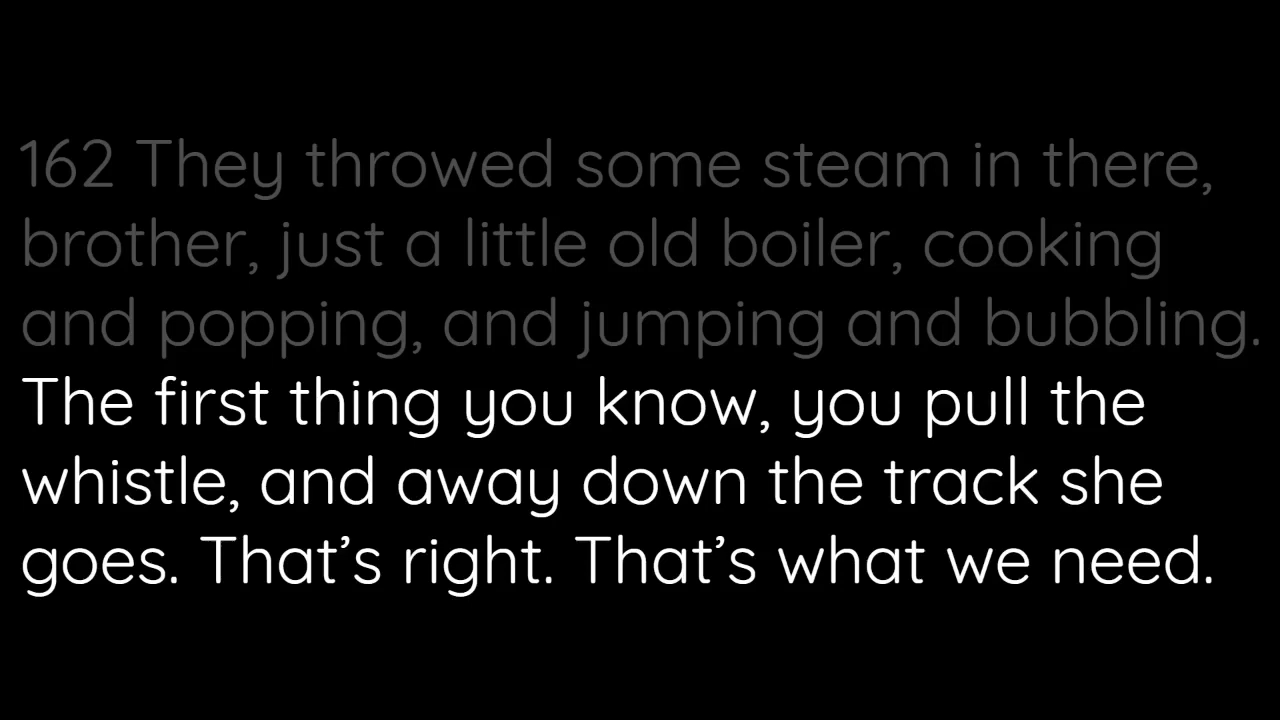 162 They throwed some steam in there,
brother, just a little old boiler, cooking
and popping, and jumping and bubbling.
The first thing you know, you pull the
whistle, and away down the track she
goes. That’s right. That’s what we need.